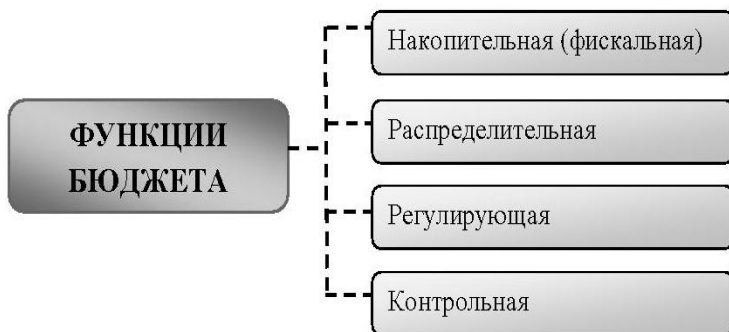 ФУНКЦИИ
БЮДЖЕТА
Накопительная (фискальная)
Распределительная
Регулирующая
Контрольная